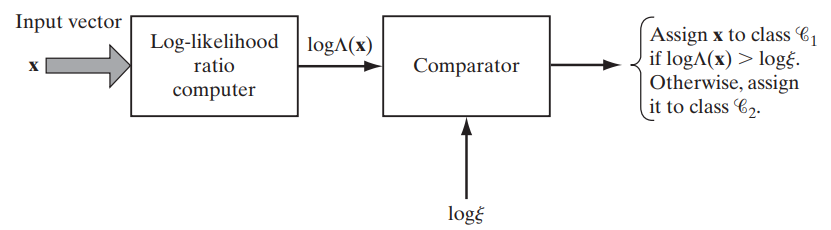 Input vector
x
Log-likelihood
ratio
computer
logΛ(x)
Comparator
logξ
Assign x to class 𝒞1
if logΛ(x) > logξ.
Otherwise, assign
it to class 𝒞2.